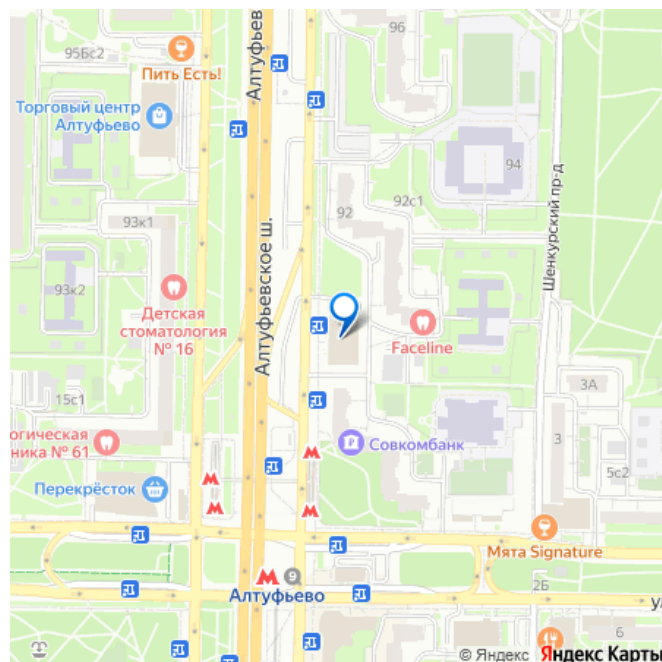 96
95Бс2
Пить Есть!
Алтуфьев
Торговый центр
Алтуфьево
94
Шенкурский пр-д
92с1
92
93к1
Алтуфьевское ш.
93к2
Детская
стоматология
№ 16
Faceline
3А
15с1
огическая
ника № 61
Совкомбанк
3
5с2
Перекрёсток
Мята Signature
9
Алтуфьево
2Б
ул
6
© Яндекс Яндекс Карты